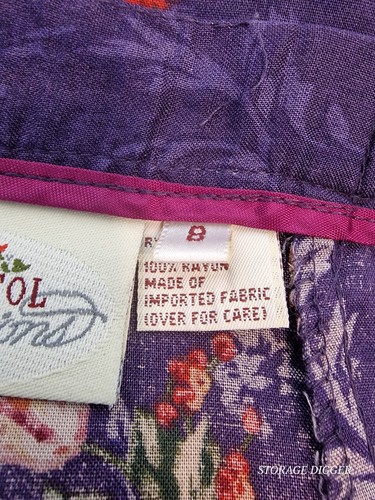 8
100% RAYON
MADE OF
IMPORTED FABRIC
(OVER FOR CARE)
STORAGE DIGGER